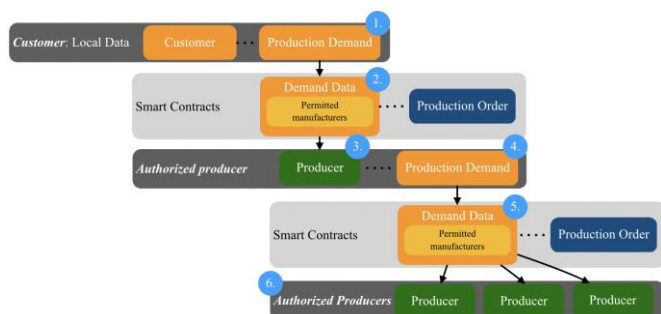 1.
Customer: Local Data
Customer
Production Demand
2.
Demand Data
Smart Contracts
Permitted
manufacturers
Production Order
3.
4.
Authorized producer
Producer
Production Demand
5.
Demand Data
Smart Contracts
Permitted
manufacturers
Production Order
6.
Authorized Producers
Producer
Producer
Producer